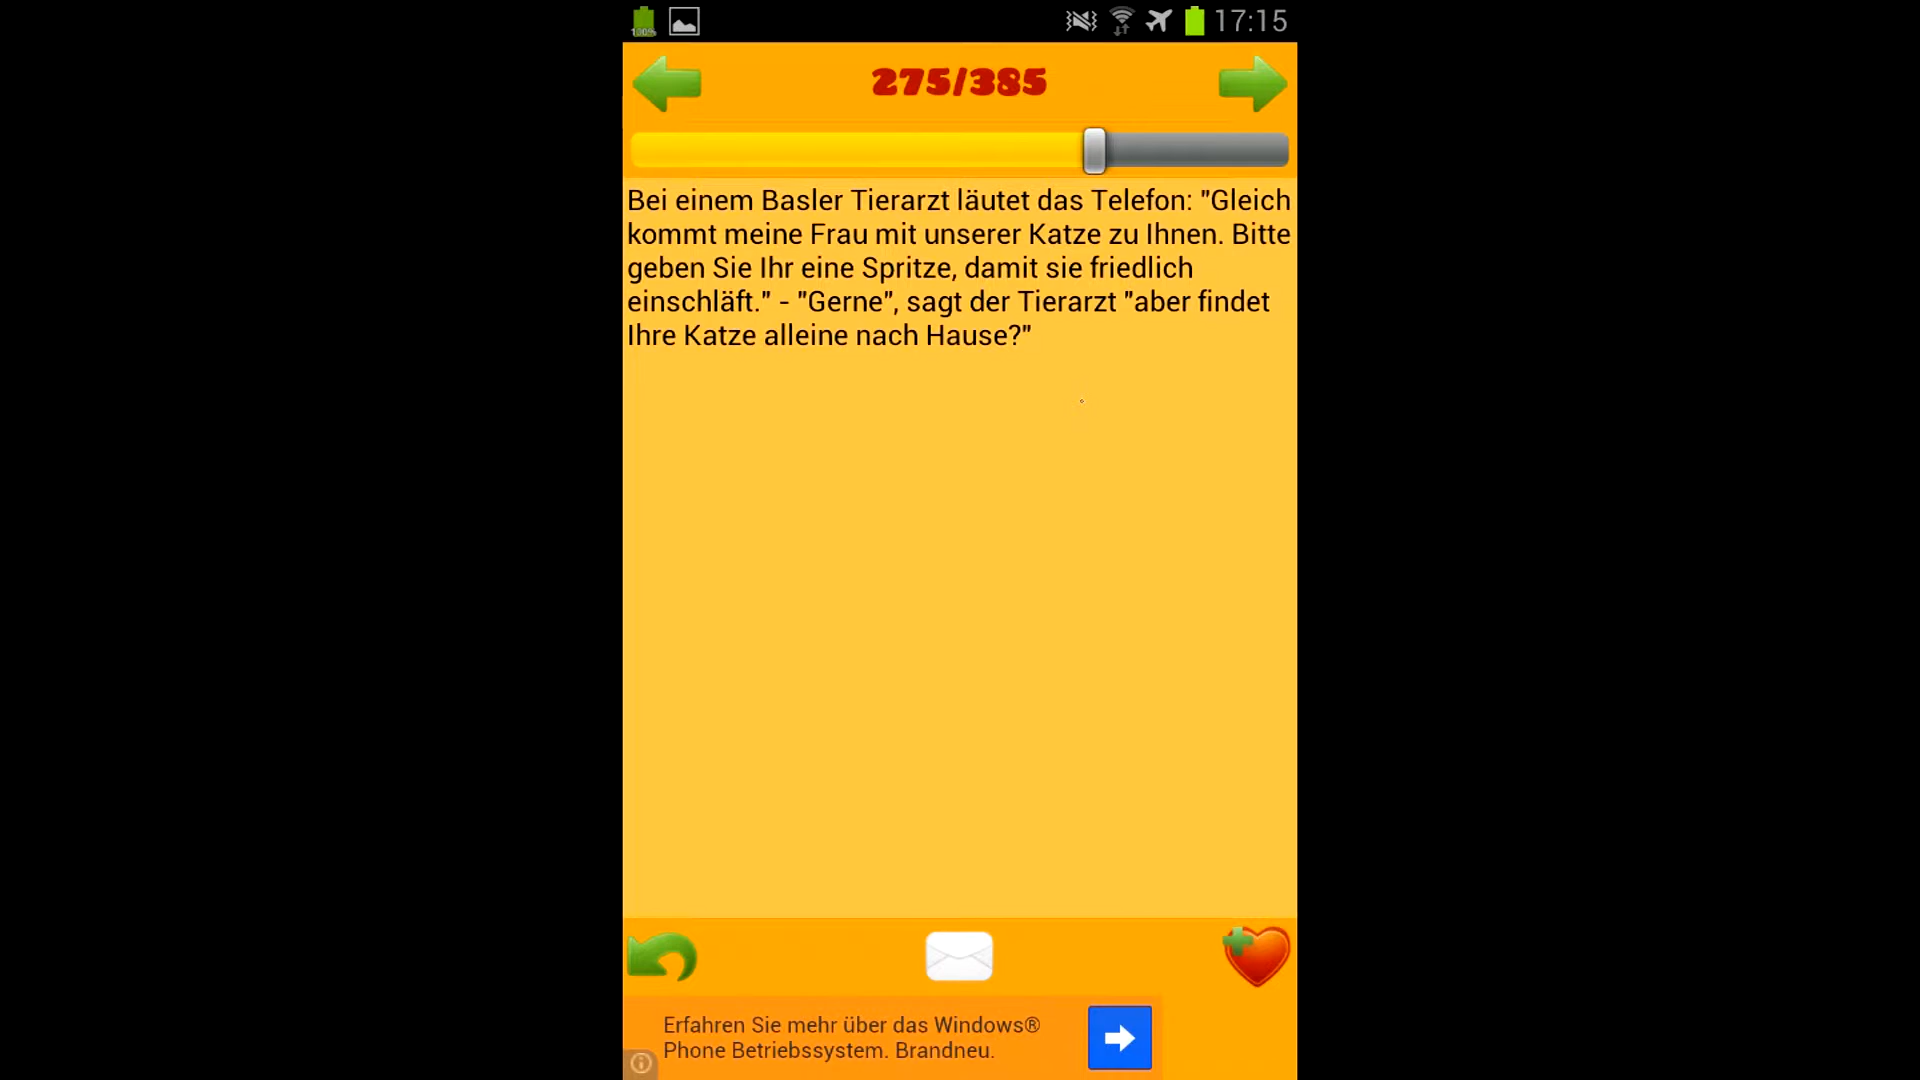 100%
17:15
275/385
Bei einem Basler Tierarzt läutet das Telefon: "Gleich
kommt meine Frau mit unserer Katze zu Ihnen. Bitte
geben Sie Ihr eine Spritze, damit sie friedlich
einschläft." - "Gerne", sagt der Tierarzt "aber findet
Ihre Katze alleine nach Hause?"
Erfahren Sie mehr über das Windows®
Phone Betriebssystem. Brandneu.